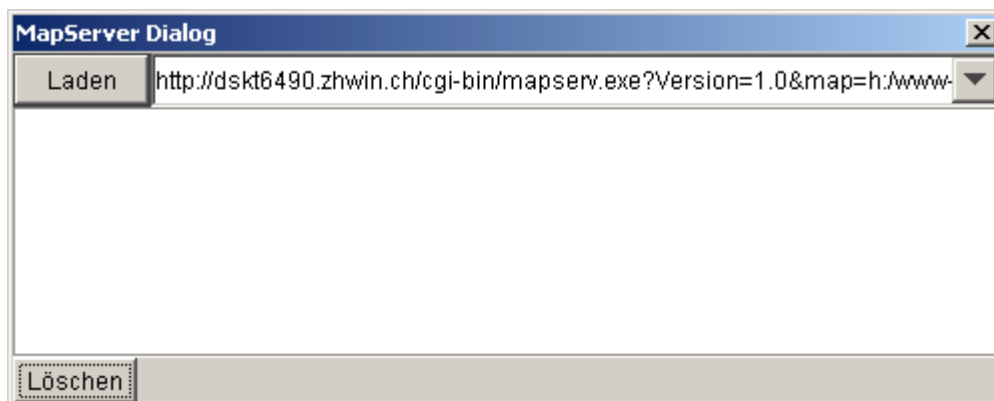 MapServer Dialog
Laden
http://dskt6490.zhwin.ch/cgi-bin/mapserv.exe?Version=1.0&map=h:/www-
Löschen